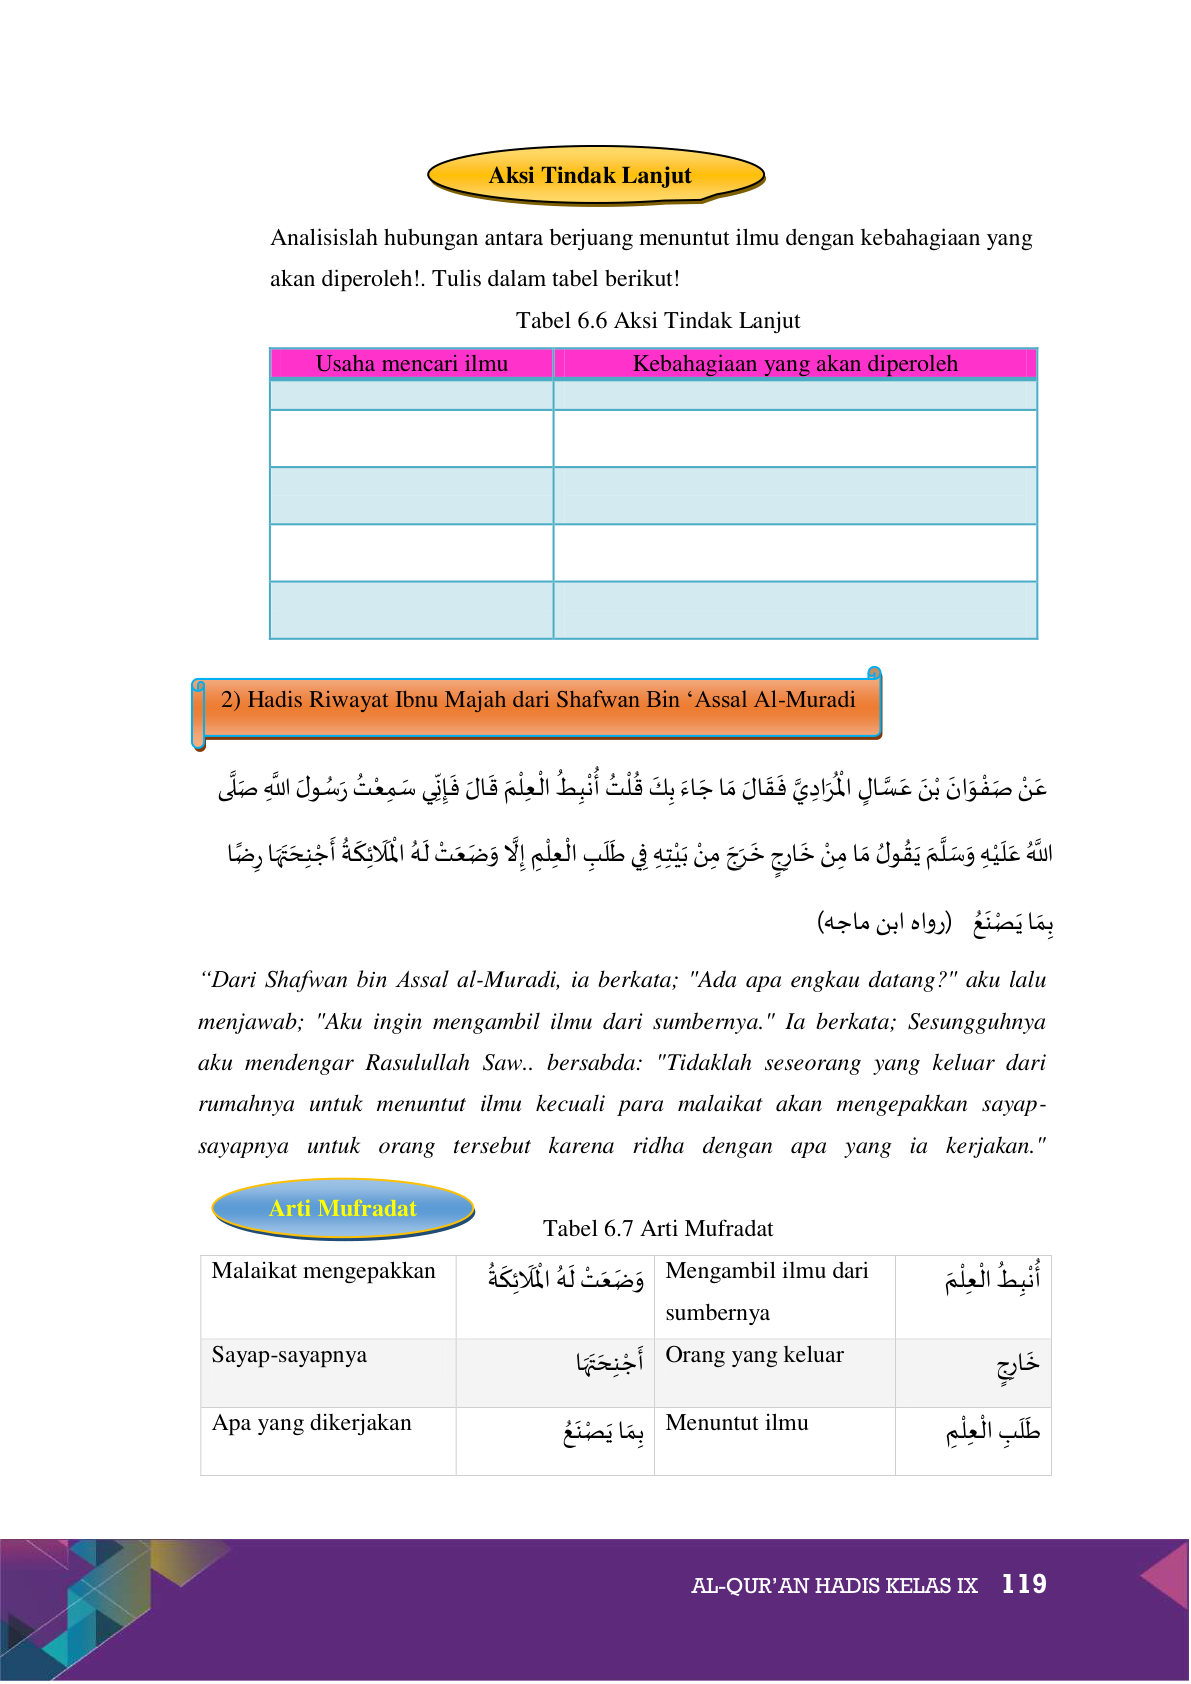 Aksi Tindak Lanjut
Analisislah hubungan antara berjuang menuntut ilmu dengan kebahagiaan yang
akan diperoleh!. Tulis dalam tabel berikut!
Tabel 6.6 Aksi Tindak Lanjut
Usaha mencari ilmu Kebahagiaan yang akan diperoleh
2) Hadis Riwayat Ibnu Majah dari Shafwan Bin ‘Assal Al-Muradi
عَنْ صَفْوَانَ بْنَ عَسَّالٍ الْمُرَادِيَّ فَقَالَ مَا جَاءَ بِكَ قُلْتُ أُنْبِطُ الْعِلْمَ قَالَ فَإِنِّي سَمِعْتُ رَسُولَ اللَّهِ صَلَّى
اللَّهُ عَلَيْهِ وَسَلَّمَ يَقُولُ مَا مِنْ خَارِجٍ خَرَجَ مِنْ بَيْتِهِ فِي طَلَبِ الْعِلْمِ إِلَّا وَضَعَتْ لَهُ الْمَلَائِكَةُ أَجْنِحَتَهَا رِضًا
بِمَا يَصْنَعُ (رواه ابن ماجه)
“Dari Shafwan bin Assal al-Muradi, ia berkata; "Ada apa engkau datang?" aku lalu
menjawab; "Aku ingin mengambil ilmu dari sumbernya." Ia berkata; Sesungguhnya
aku mendengar Rasulullah Saw.. bersabda: "Tidaklah seseorang yang keluar dari
rumahnya untuk menuntut ilmu kecuali para malaikat akan mengepakkan sayap-
sayapnya untuk orang tersebut karena ridha dengan apa yang ia kerjakan."
Arti Mufradat
Tabel 6.7 Arti Mufradat
Malaikat mengepakkan وَضَعَتْ لَهُ الْمَلَائِكَةُ Mengambil ilmu dari أُنْبِطُ الْعِلْمَ
sumbernya
Sayap-sayapnya أَجْنِحَتَهَا Orang yang keluar خَارِجٍ
Apa yang dikerjakan بِمَا يَصْنَعُ Menuntut ilmu طَلَبِ الْعِلْمِ
AL-QUR’AN HADIS KELAS IX 119